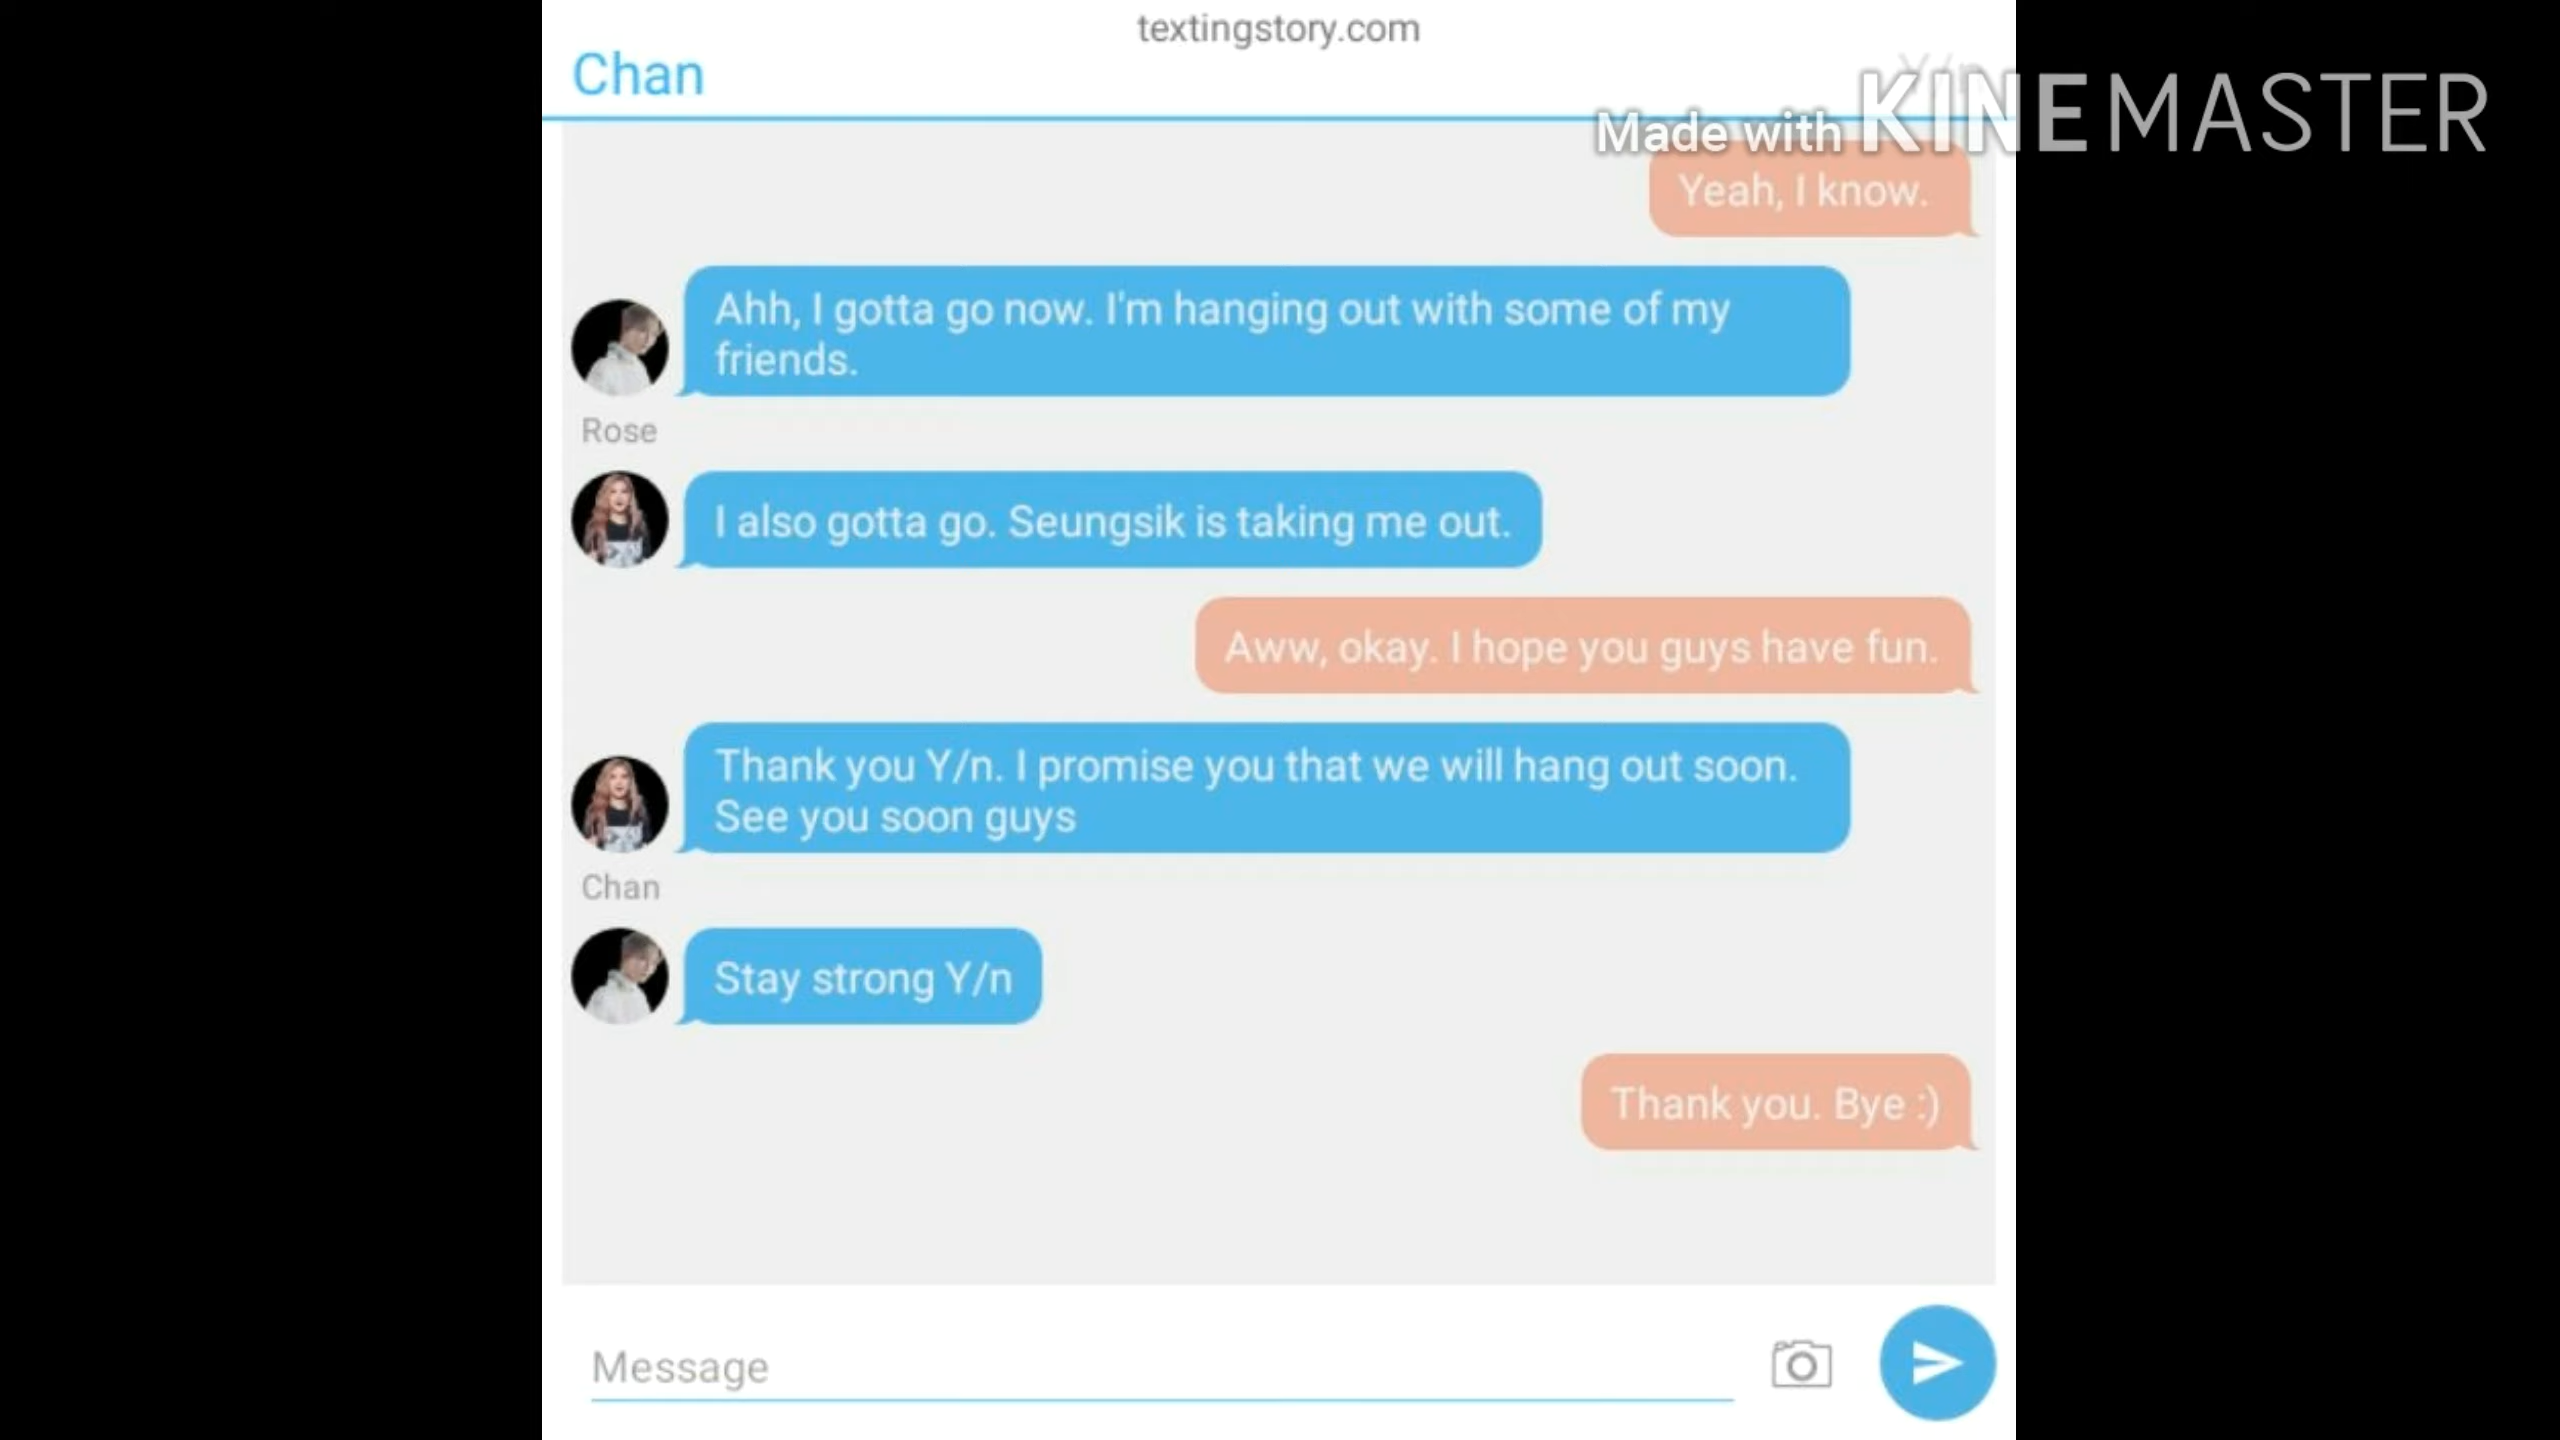 textingstory.com
Chan
Y/n
Made with KINEMASTER
Yeah, I know.
Ahh, I gotta go now. I'm hanging out with some of my
friends.
Rose
I also gotta go. Seungsik is taking me out.
Aww, okay. I hope you guys have fun.
Thank you Y/n. I promise you that we will hang out soon.
See you soon guys
Chan
Stay strong Y/n
Thank you. Bye :)
Message